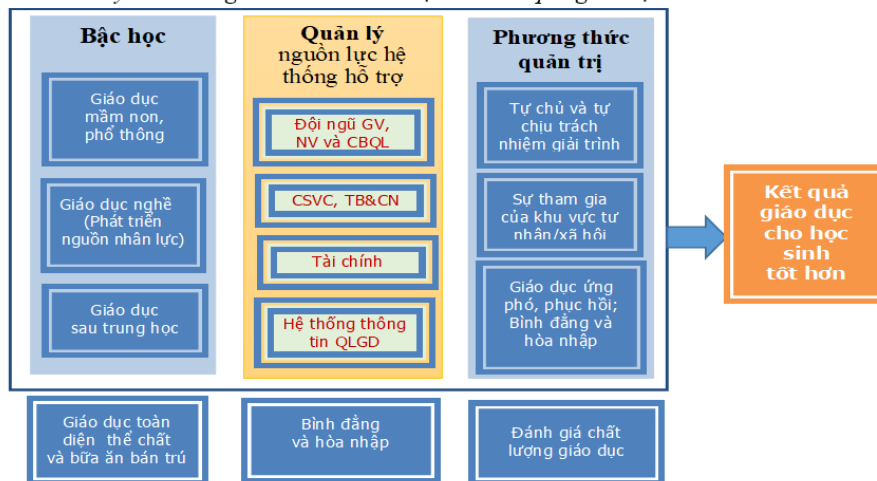 Bậc học
Giáo dục
mầm non,
phổ thông
Giáo dục nghề
(Phát triển
nguồn nhân lực)
Giáo dục
sau trung học
Quản lý
nguồn lực hệ
thống hỗ trợ
Đội ngũ GV,
NV và CBQL
CSVC, TB&CN
Tài chính
Hệ thống thông
tin QLGD
Phương thức
quản trị
Tự chủ và tự
chịu trách
nhiệm giải trình
Sự tham gia
của khu vực tư
nhân/xã hội
Giáo dục ứng
phó, phục hồi;
Bình đẳng và
hòa nhập
Kết quả
giáo dục
cho học
sinh
tốt hơn
Giáo dục toàn
diện thể chất
và bữa ăn bán trú
Bình đẳng
và hòa nhập
Đánh giá chất
lượng giáo dục